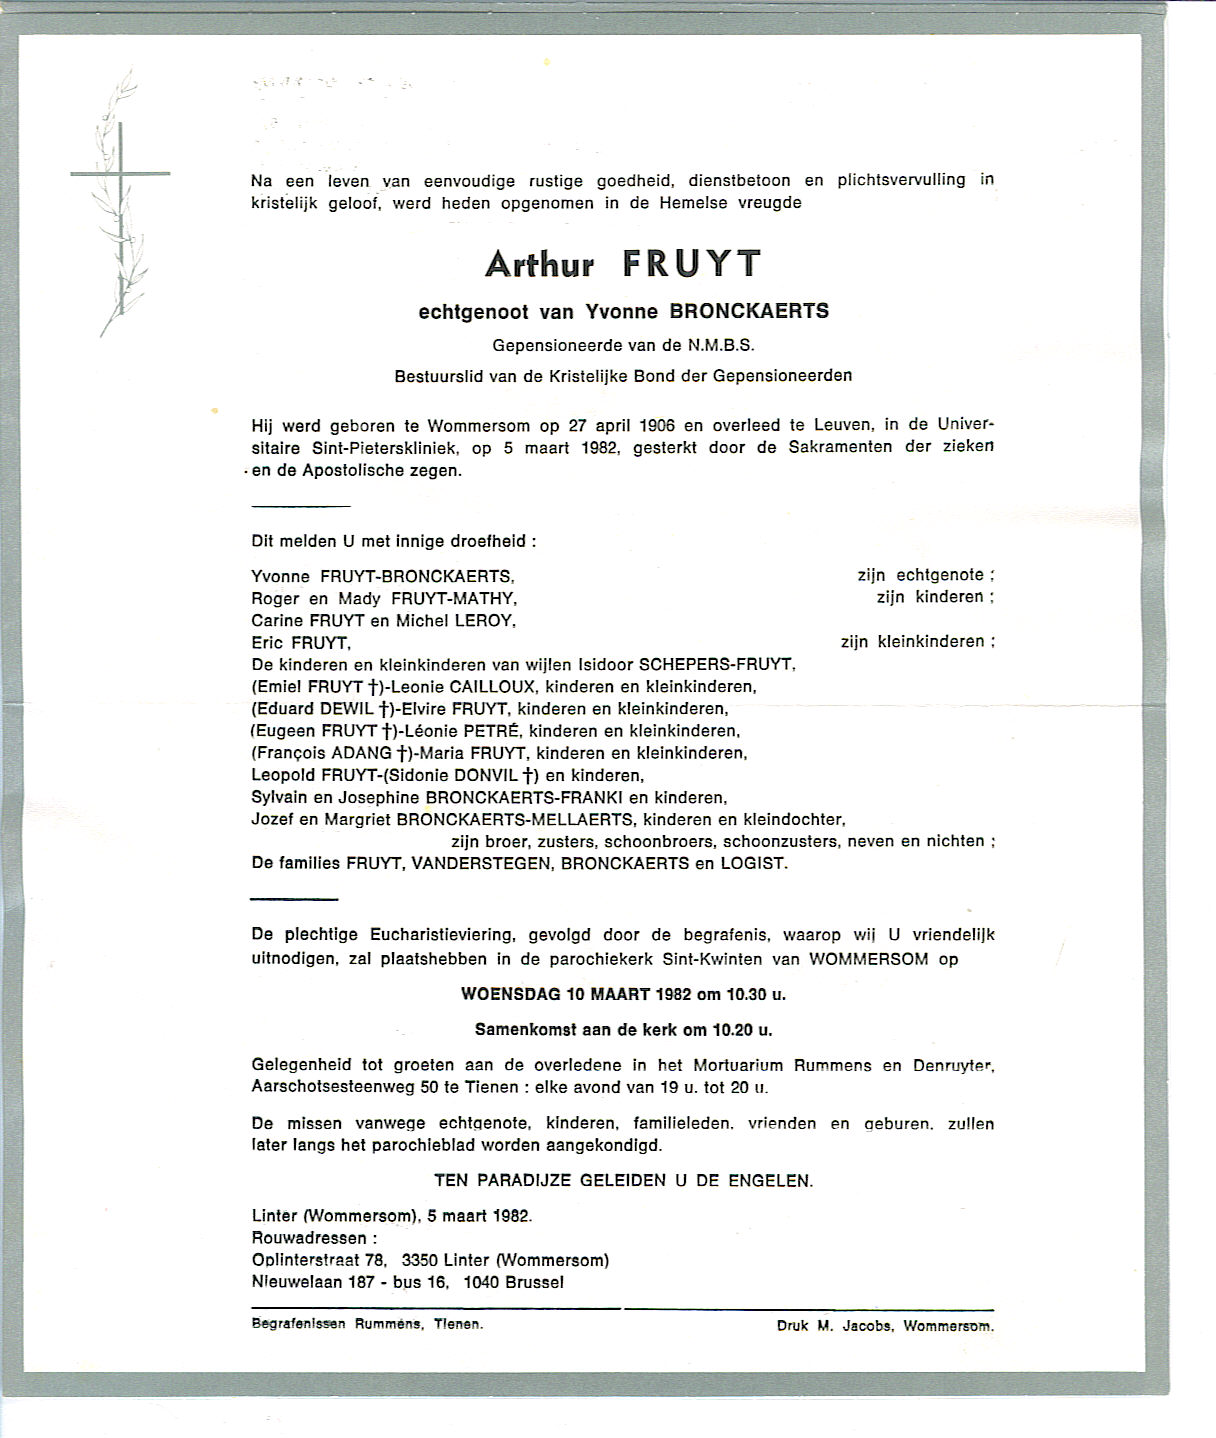 Na een leven van eenvoudige rustige goedheid, dienstbetoon en plichtsvervulling in
kristelijk geloof, werd heden opgenomen in de Hemelse vreugde
Arthur FRUYT
echtgenoot van Yvonne BRONCKAERTS
Gepensioneerde van de N.M.B.S.
Bestuurslid van de Kristelijke Bond der Gepensioneerden
Hij werd geboren te Wommersom op 27 april 1906 en overleed te Leuven, in de Univer-
sitaire Sint-Pieterskliniek, op 5 maart 1982, gesterkt door de Sakramenten der zieken
en de Apostolische zegen.
Dit melden U met innige droefheid :
Yvonne FRUYT-BRONCKAERTS, zijn echtgenote ;
Roger en Mady FRUYT-MATHY, zijn kinderen ;
Carine FRUYT en Michel LEROY,
Eric FRUYT, zijn kleinkinderen ;
De kinderen en kleinkinderen van wijlen Isidoor SCHEPERS-FRUYT,
(Emiel FRUYT †)-Leonie CAILLOUX, kinderen en kleinkinderen,
(Eduard DEWIL †)-Elvire FRUYT, kinderen en kleinkinderen,
(Eugeen FRUYT †)-Léonie PETRÉ, kinderen en kleinkinderen,
(François ADANG †)-Maria FRUYT, kinderen en kleinkinderen,
Leopold FRUYT-(Sidonie DONVIL †) en kinderen,
Sylvain en Josephine BRONCKAERTS-FRANKI en kinderen,
Jozef en Margriet BRONCKAERTS-MELLAERTS, kinderen en kleindochter,
zijn broer, zusters, schoonbroers, schoonzusters, neven en nichten ;
De families FRUYT, VANDERSTEGEN, BRONCKAERTS en LOGIST.
De plechtige Eucharistieviering, gevolgd door de begrafenis, waarop wij U vriendelijk
uitnodigen, zal plaatshebben in de parochiekerk Sint-Kwinten van WOMMERSOM op
WOENSDAG 10 MAART 1982 om 10.30 u.
Samenkomst aan de kerk om 10.20 u.
Gelegenheid tot groeten aan de overledene in het Mortuarium Rummens en Denruyter,
Aarschotsesteenweg 50 te Tienen : elke avond van 19 u. tot 20 u.
De missen vanwege echtgenote, kinderen, familieleden, vrienden en geburen, zullen
later langs het parochieblad worden aangekondigd.
TEN PARADIJZE GELEIDEN U DE ENGELEN.
Linter (Wommersom), 5 maart 1982.
Rouwadressen :
Oplinterstraat 78, 3350 Linter (Wommersom)
Nieuwelaan 187 - bus 16, 1040 Brussel
Begrafenissen Rummens, Tienen. Druk M. Jacobs, Wommersom.